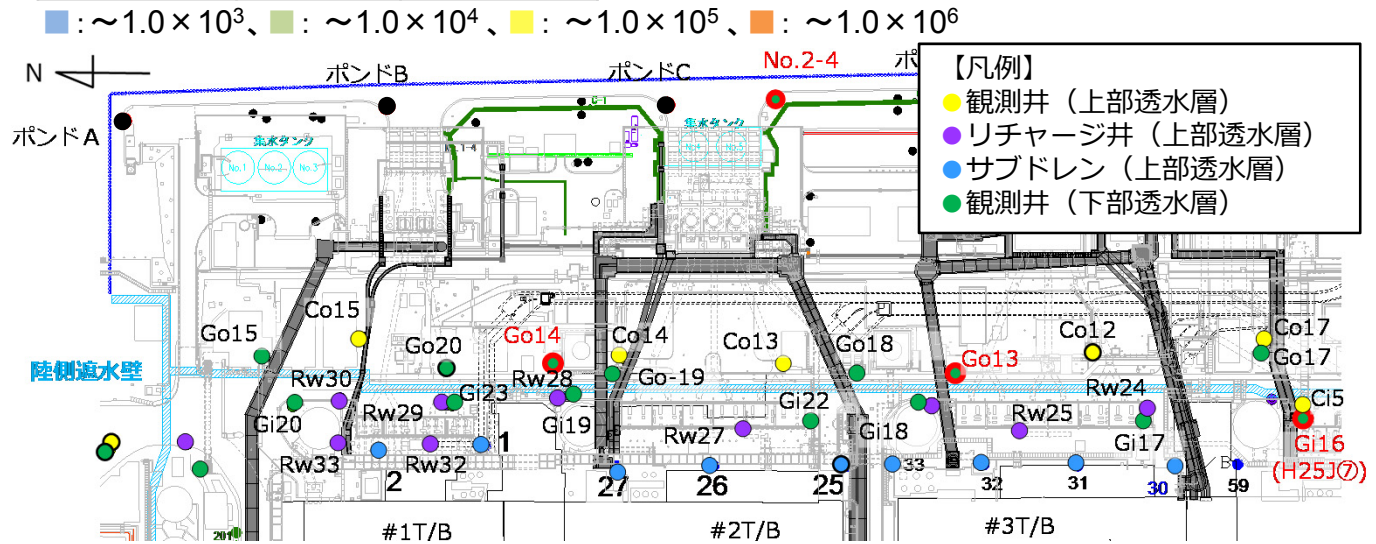 ■：～1.0×10³、■：～1.0×10⁴、■：～1.0×10⁵、■：～1.0×10⁶
N
ポンドB
ポンドC
No.2-4
ポ
【凡例】
●観測井（上部透水層）
●リチャージ井（上部透水層）
●サブドレン（上部透水層）
●観測井（下部透水層）
ポンドA
集水タンク
No.1
No.2
No.3
集水タンク
No.4
No.5
Co15
Go15
Go20
Go14
Co14
Co13
Go18
Co12
Co17
Go17
陸側遮水壁
Rw30
Gi23
Rw28
Go-19
Go13
Rw24
Ci5
Gi20
Rw29
Gi19
Gi22
Rw25
Rw27
Gi18
Gi17
Gi16
(H25J⑦)
Rw33
Rw32
1
2
27
26
25
33
32
31
30
59
#1T/B
#2T/B
#3T/B